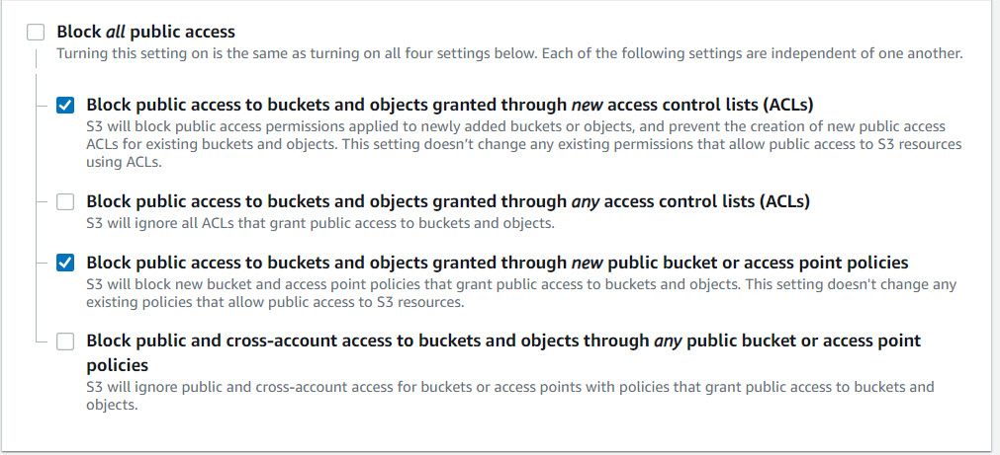 Block all public access
Turning this setting on is the same as turning on all four settings below. Each of the following settings are independent of one another.
Block public access to buckets and objects granted through new access control lists (ACLs)
S3 will block public access permissions applied to newly added buckets or objects, and prevent the creation of new public access
ACLs for existing buckets and objects. This setting doesn’t change any existing permissions that allow public access to S3 resources
using ACLs.
Block public access to buckets and objects granted through any access control lists (ACLs)
S3 will ignore all ACLs that grant public access to buckets and objects.
Block public access to buckets and objects granted through new public bucket or access point policies
S3 will block new bucket and access point policies that grant public access to buckets and objects. This setting doesn't change any
existing policies that allow public access to S3 resources.
Block public and cross-account access to buckets and objects through any public bucket or access point
policies
S3 will ignore public and cross-account access for buckets or access points with policies that grant public access to buckets and
objects.